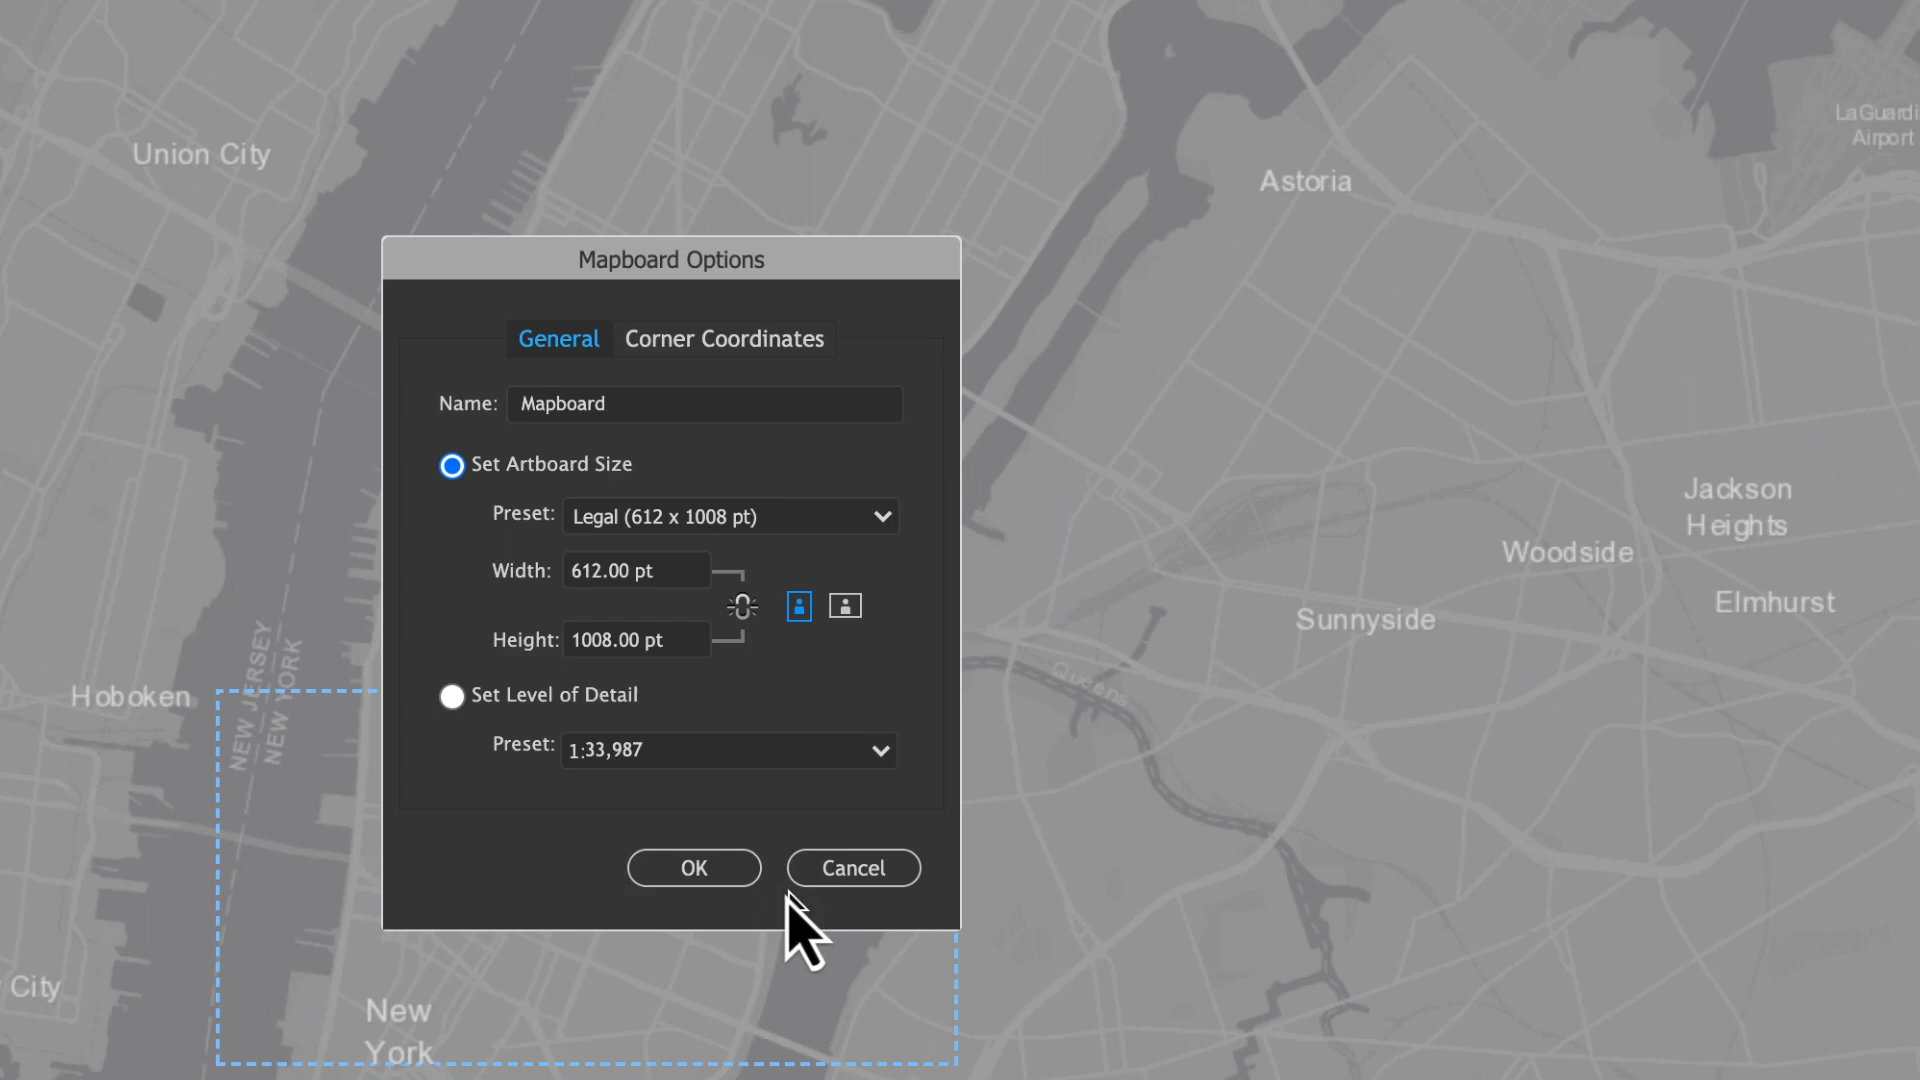 LaGuardi
Airport
Union City
Astoria
Mapboard Options
General Corner Coordinates
Name: Mapboard
Set Artboard Size
Preset: Legal (612 x 1008 pt)
Width: 612.00 pt
Height: 1008.00 pt
Set Level of Detail
Preset: 1:33,987
OK Cancel
Jackson
Heights
Woodside
Elmhurst
Sunnyside
Queens
Hoboken
NEW JERSEY
NEW YORK
City
New
York